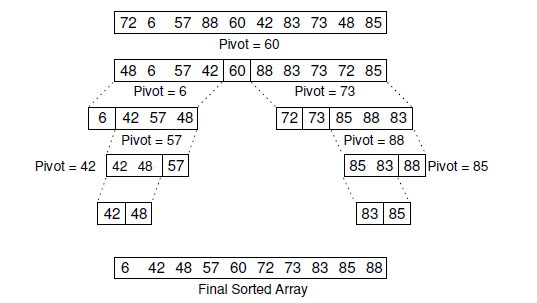 72 6 57 88 60 42 83 73 48 85
Pivot = 60
48 6 57 42 60 88 83 73 72 85
Pivot = 6 Pivot = 73
6 42 57 48 72 73 85 88 83
Pivot = 57 Pivot = 88
Pivot = 42 42 48 57 85 83 88 Pivot = 85
42 48 83 85
6 42 48 57 60 72 73 83 85 88
Final Sorted Array